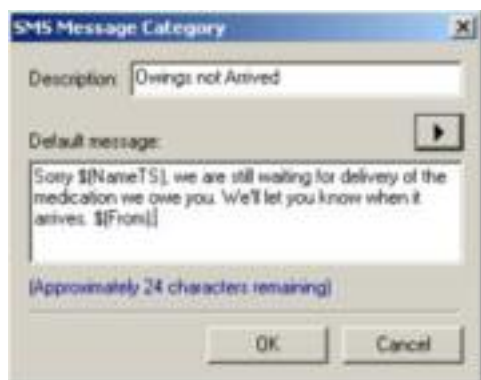 SMS Message Category
Description: Owings not Arrived
Default message:
Sorry $(NameTS), we are still waiting for delivery of the
medication we owe you. We'll let you know when it
arrives. $(From)
(Approximately 24 characters remaining)
OK Cancel